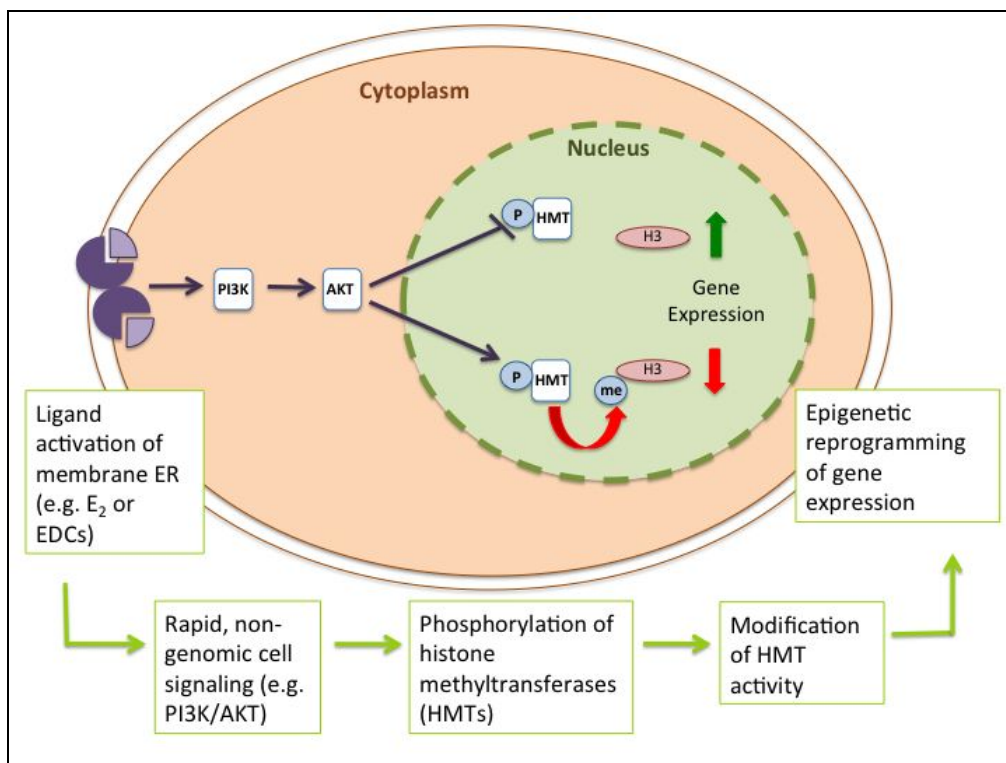 Cytoplasm
Nucleus
P
HMT
H3
PI3K
AKT
Gene
Expression
P
HMT
me
H3
Ligand
activation of
membrane ER
(e.g. E₂ or
EDCs)
Epigenetic
reprogramming
of gene
expression
Rapid, non-
genomic cell
signaling (e.g.
PI3K/AKT)
Phosphorylation of
histone
methyltransferases
(HMTs)
Modification
of HMT
activity